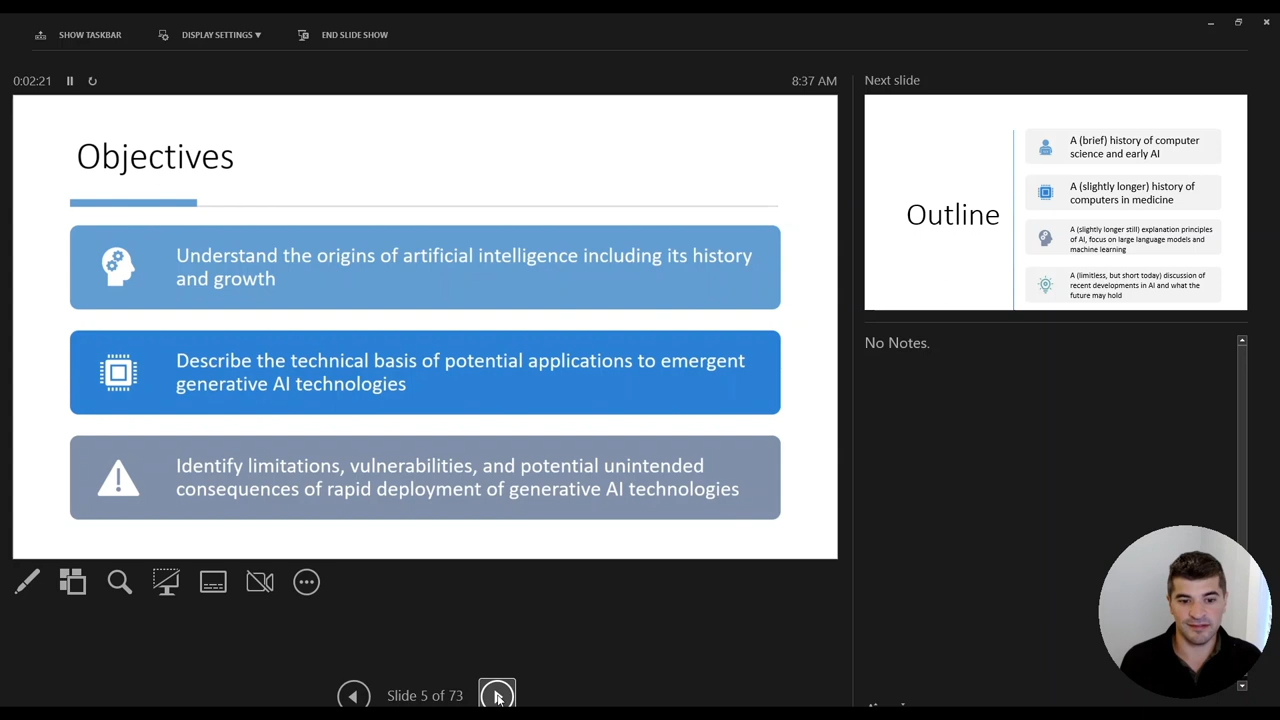 SHOW TASKBAR
DISPLAY SETTINGS
END SLIDE SHOW
0:02:21
8:37 AM
Objectives
Understand the origins of artificial intelligence including its history
and growth
Describe the technical basis of potential applications to emergent
generative AI technologies
Identify limitations, vulnerabilities, and potential unintended
consequences of rapid deployment of generative AI technologies
Slide 5 of 73
Next slide
Outline
A (brief) history of computer
science and early AI
A (slightly longer) history of
computers in medicine
A (slightly longer still) explanation principles
of AI, focus on large language models and
machine learning
A (limitless, but short today) discussion of
recent developments in AI and what the
future may hold
No Notes.